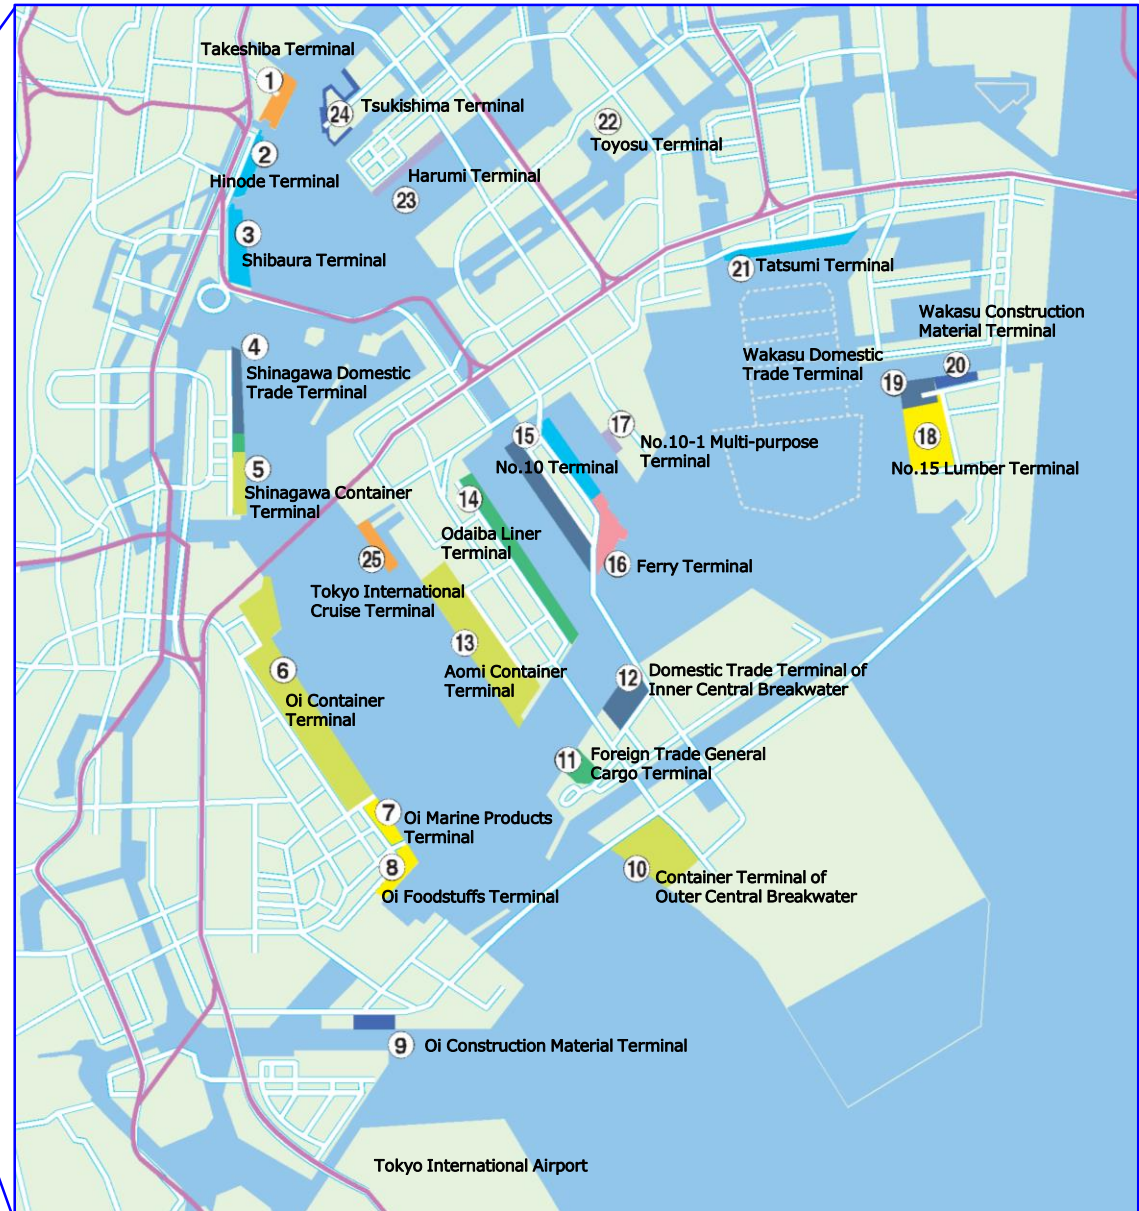 Takeshiba Terminal
1
24
Tsukishima Terminal
22
Toyosu Terminal
2
Hinode Terminal
Harumi Terminal
23
3
Shibaura Terminal
21
Tatsumi Terminal
4
Shinagawa Domestic
Trade Terminal
Wakasu Construction
Material Terminal
Wakasu Domestic
Trade Terminal
19
20
18
No.15 Lumber Terminal
17
No.10-1 Multi-purpose
Terminal
15
No.10 Terminal
5
Shinagawa Container
Terminal
14
Odaiba Liner
Terminal
16
Ferry Terminal
25
Tokyo International
Cruise Terminal
13
Aomi Container
Terminal
6
Oi Container
Terminal
12
Domestic Trade Terminal of
Inner Central Breakwater
11
Foreign Trade General
Cargo Terminal
7
Oi Marine Products
Terminal
8
Oi Foodstuffs Terminal
10
Container Terminal of
Outer Central Breakwater
9
Oi Construction Material Terminal
Tokyo International Airport